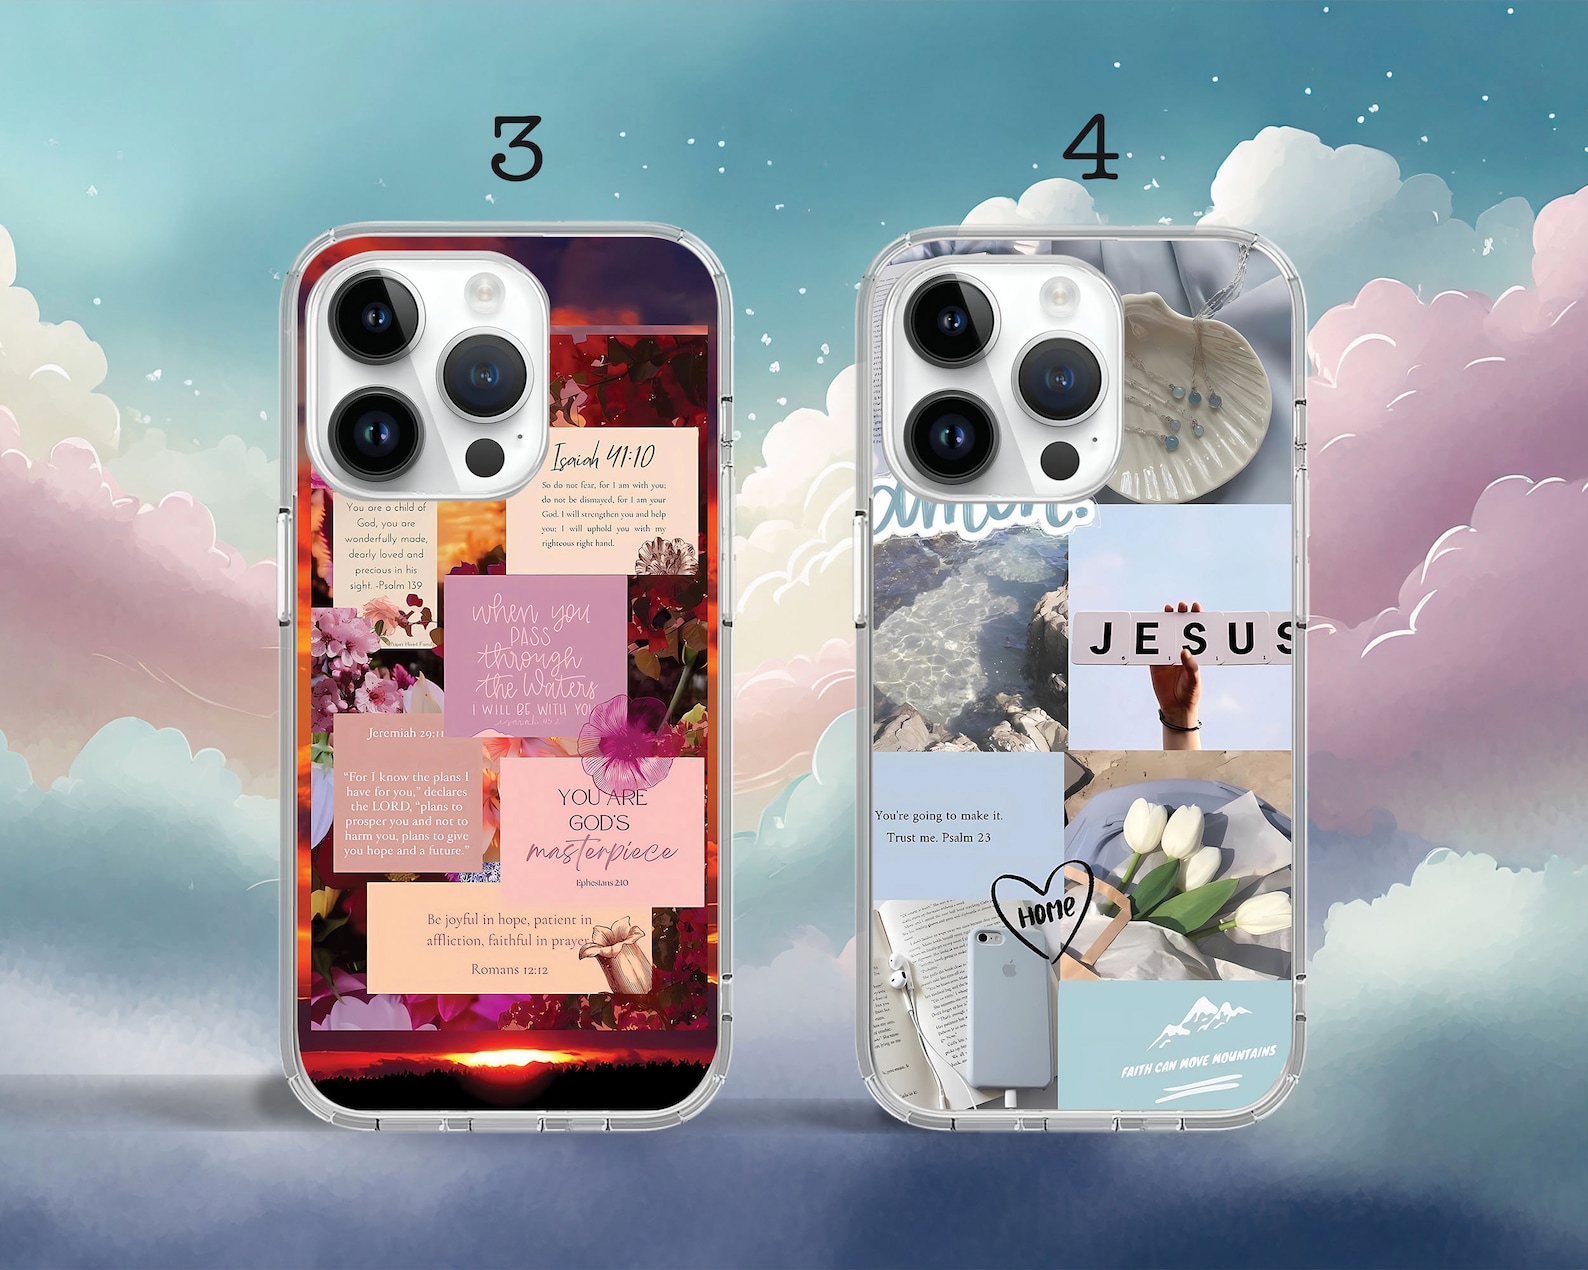 3
4
Isaiah 41:10
So do not fear, for I am with you;
do not be dismayed, for I am your
God. I will strengthen you and help
you; I will uphold you with my
righteous right hand.
You are a child of
God, you are
wonderfully made,
dearly loved and
precious in his
sight. -Psalm 139
when you
PASS
through
the Waters
I WILL BE WITH YOU
Jeremiah 29:11
“For I know the plans I
have for you,” declares
the LORD, “plans to
prosper you and not to
harm you, plans to give
you hope and a future.”
YOU ARE
GOD'S
masterpiece
Ephesians 2:10
Be joyful in hope, patient in
affliction, faithful in prayer
Romans 12:12
JESUS
You're going to make it.
Trust me. Psalm 23
HOME
FAITH CAN MOVE MOUNTAINS